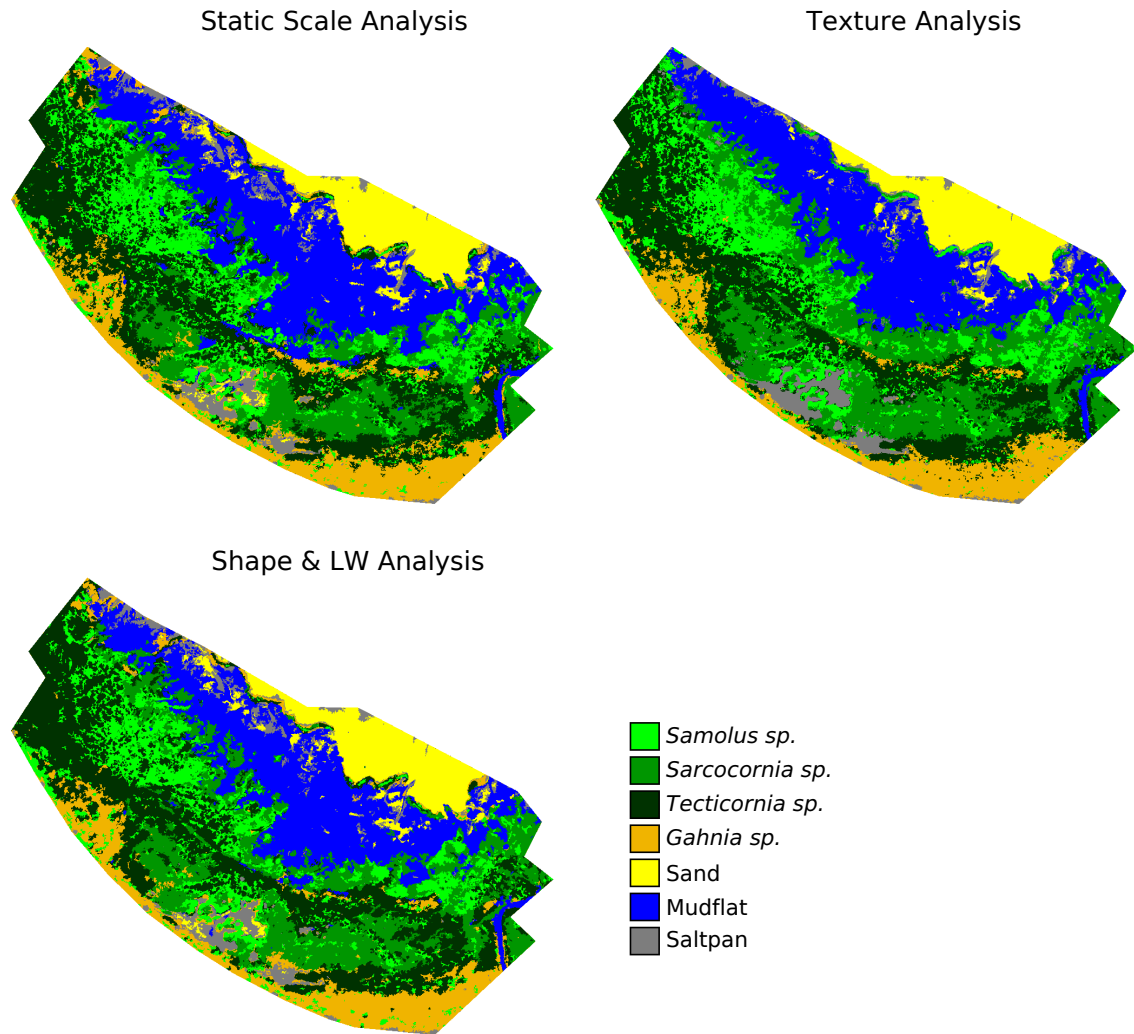 Static Scale Analysis
Texture Analysis
Shape & LW Analysis
Samolus sp.
Sarcocornia sp.
Tecticornia sp.
Gahnia sp.
Sand
Mudflat
Saltpan